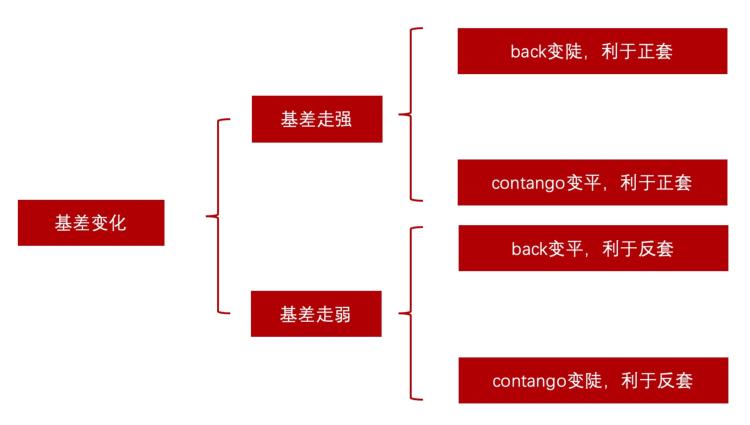 基差变化
基差走强
back变陡，利于正套
contango变平，利于正套
基差走弱
back变平，利于反套
contango变陡，利于反套